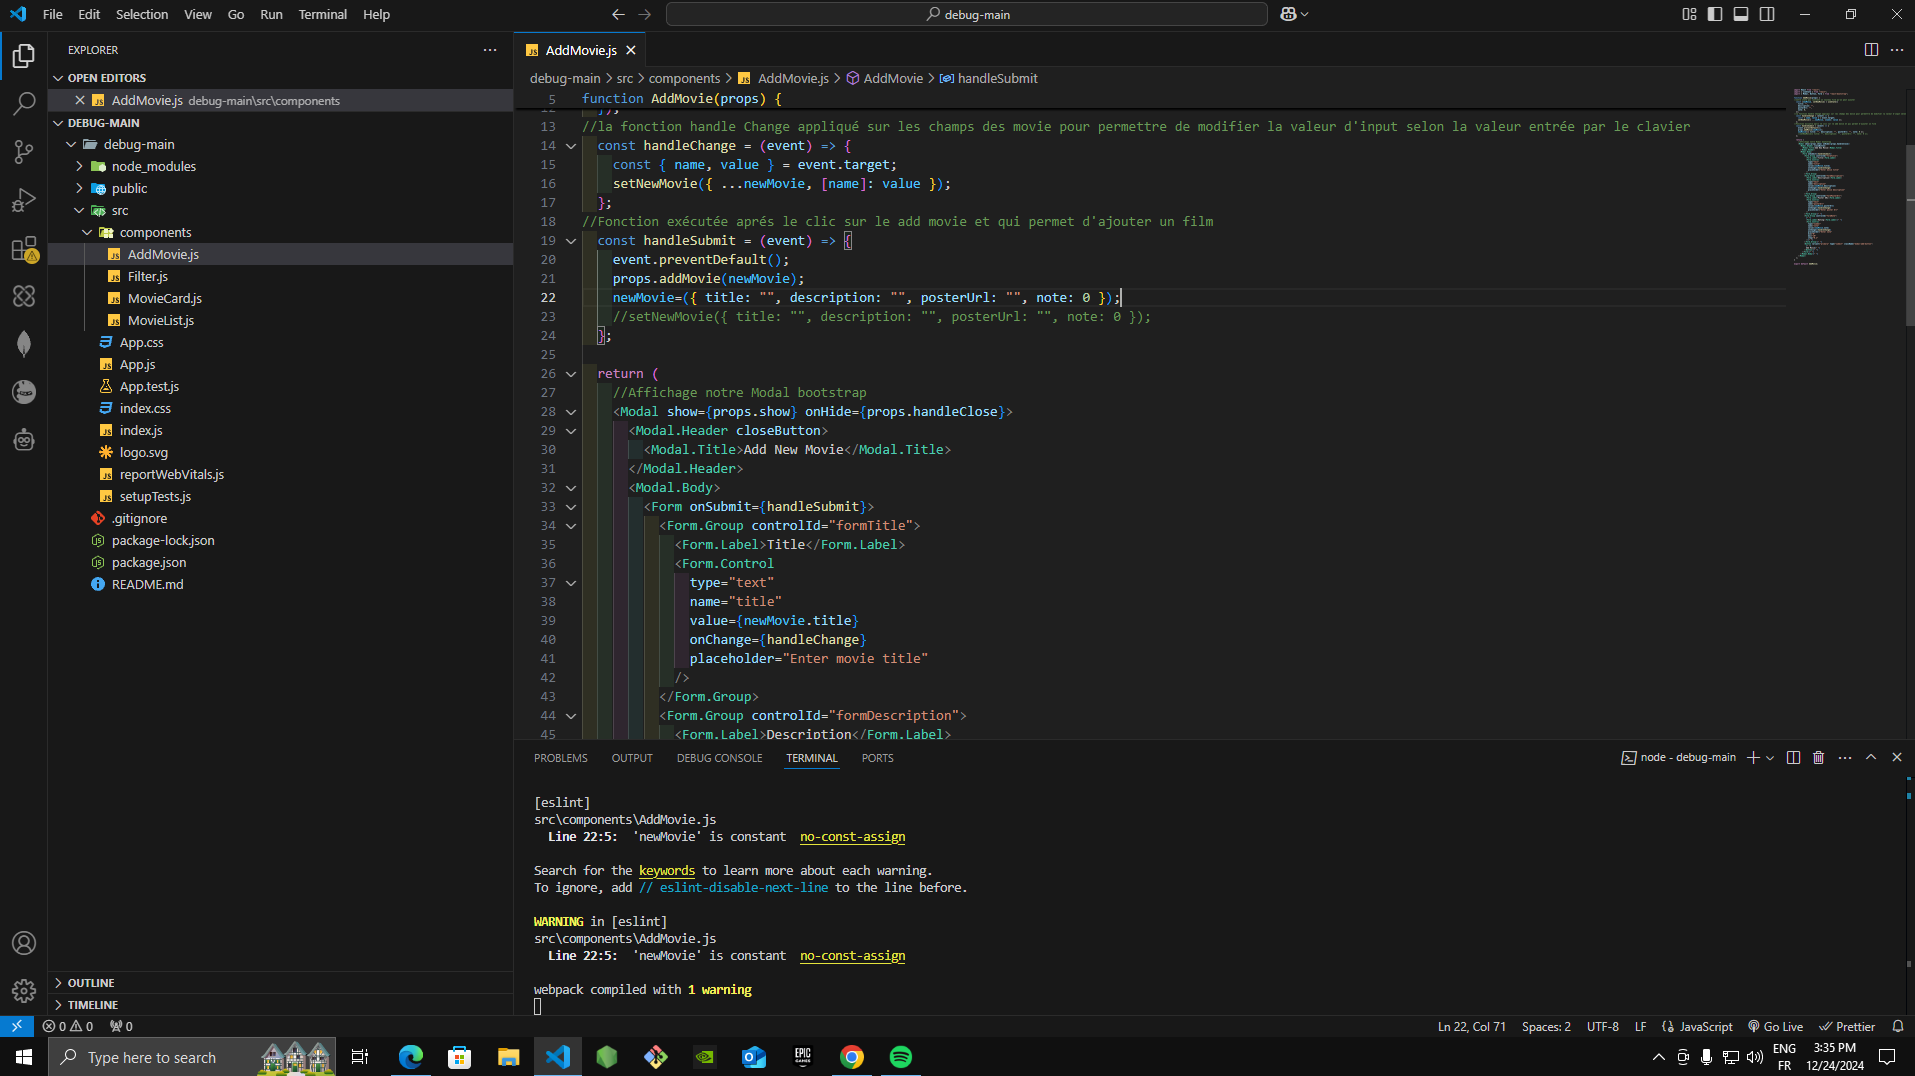 File Edit Selection View Go Run Terminal Help
debug-main
EXPLORER
OPEN EDITORS
AddMovie.js debug-main\src\components
DEBUG-MAIN
debug-main
node_modules
public
src
components
AddMovie.js
Filter.js
MovieCard.js
MovieList.js
App.css
App.js
App.test.js
index.css
index.js
logo.svg
reportWebVitals.js
setupTests.js
.gitignore
package-lock.json
package.json
README.md
OUTLINE
TIMELINE
AddMovie.js
debug-main > src > components > AddMovie.js > AddMovie > handleSubmit
5 function AddMovie(props) {
13 //la fonction handle Change appliqué sur les champs des movie pour permettre de modifier la valeur d'input selon la valeur entrée par le clavier
14 const handleChange = (event) => {
15 const { name, value } = event.target;
16 setNewMovie({ ...newMovie, [name]: value });
17 };
18 //Fonction exécutée aprés le clic sur le add movie et qui permet d'ajouter un film
19 const handleSubmit = (event) => {
20 event.preventDefault();
21 props.addMovie(newMovie);
22 newMovie=({ title: "", description: "", posterUrl: "", note: 0 });
23 //setNewMovie({ title: "", description: "", posterUrl: "", note: 0 });
24 };
25
26 return (
27 //Affichage notre Modal bootstrap
28 <Modal show={props.show} onHide={props.handleClose}>
29 <Modal.Header closeButton>
30 <Modal.Title>Add New Movie</Modal.Title>
31 </Modal.Header>
32 <Modal.Body>
33 <Form onSubmit={handleSubmit}>
34 <Form.Group controlId="formTitle">
35 <Form.Label>Title</Form.Label>
36 <Form.Control
37 type="text"
38 name="title"
39 value={newMovie.title}
40 onChange={handleChange}
41 placeholder="Enter movie title"
42 />
43 </Form.Group>
44 <Form.Group controlId="formDescription">
45 <Form.Label>Description</Form.Label>
PROBLEMS OUTPUT DEBUG CONSOLE TERMINAL PORTS
node - debug-main
[eslint]
src\components\AddMovie.js
Line 22:5: 'newMovie' is constant no-const-assign
Search for the keywords to learn more about each warning.
To ignore, add // eslint-disable-next-line to the line before.
WARNING in [eslint]
src\components\AddMovie.js
Line 22:5: 'newMovie' is constant no-const-assign
webpack compiled with 1 warning
0 0 0
Ln 22, Col 71 Spaces: 2 UTF-8 LF JavaScript Go Live Prettier
Type here to search
EPIC GAMES
ENG
FR
3:35 PM
12/24/2024